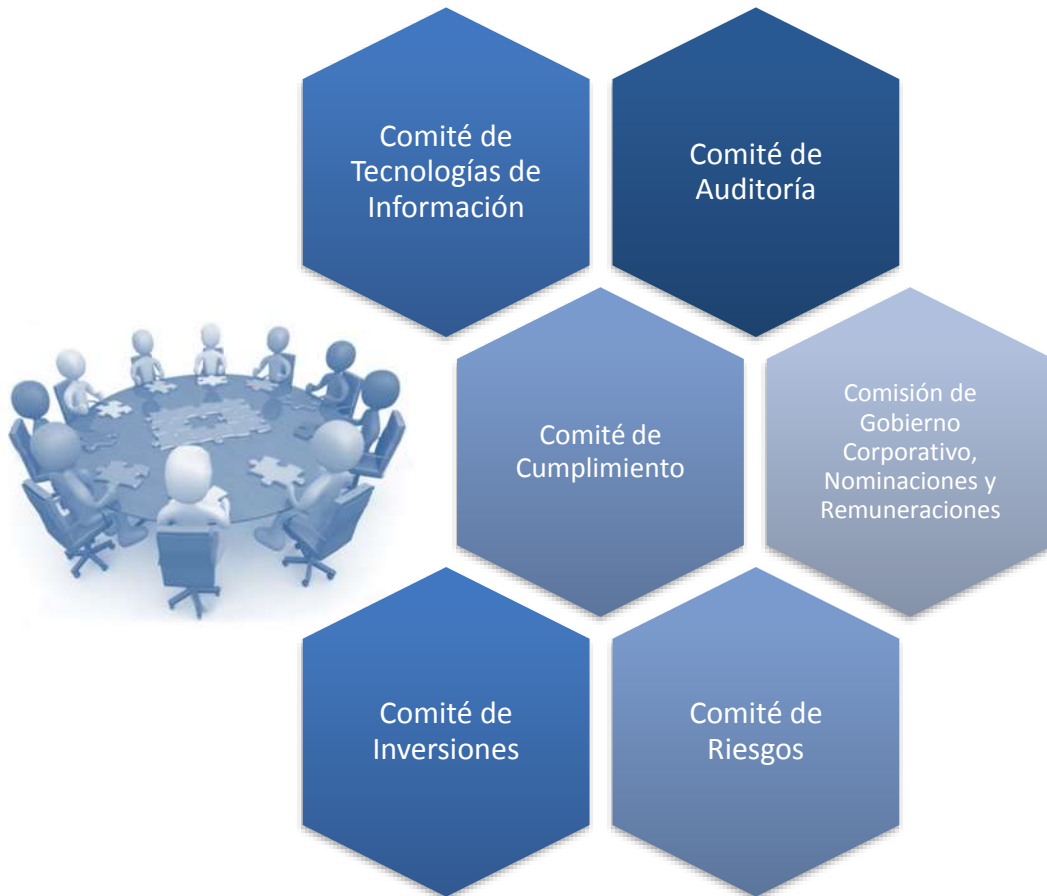 Comité de
Tecnologías de
Información
Comité de
Auditoría
Comité de
Cumplimiento
Comisión de
Gobierno
Corporativo,
Nominaciones y
Remuneraciones
Comité de
Inversiones
Comité de
Riesgos